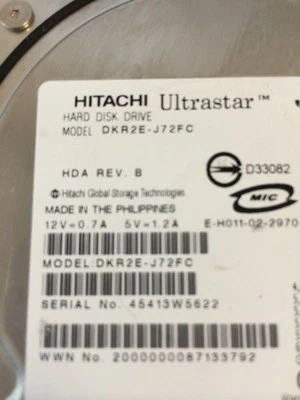 HITACHI Ultrastar™
HARD DISK DRIVE
MODEL DKR2E-J72FC
HDA REV. B
D33082
Hitachi Global Storage Technologies
MIC
MADE IN THE PHILIPPINES
12V=0.7A 5V=1.2A E-H011-02-2970
MODEL:DKR2E-J72FC
SERIAL No. 45413W5622
WWN No. 2000000087133792